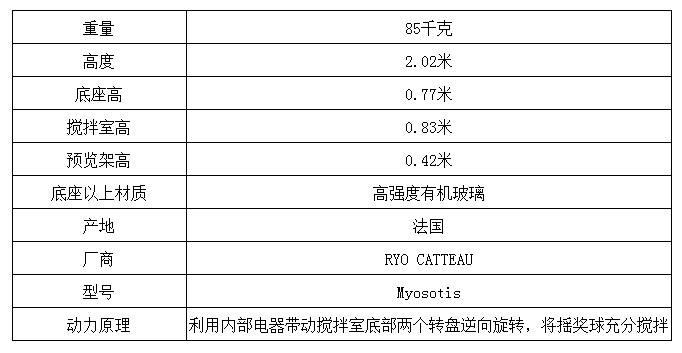 重量 85千克
高度 2.02米
底座高 0.77米
搅拌室高 0.83米
预览架高 0.42米
底座以上材质 高强度有机玻璃
产地 法国
厂商 RYO CATTEAU
型号 Myosotis
动力原理 利用内部电器带动搅拌室底部两个转盘逆向旋转，将摇奖球充分搅拌